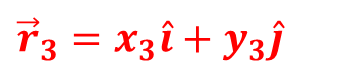 r⃗₃ = x₃î + y₃ĵ